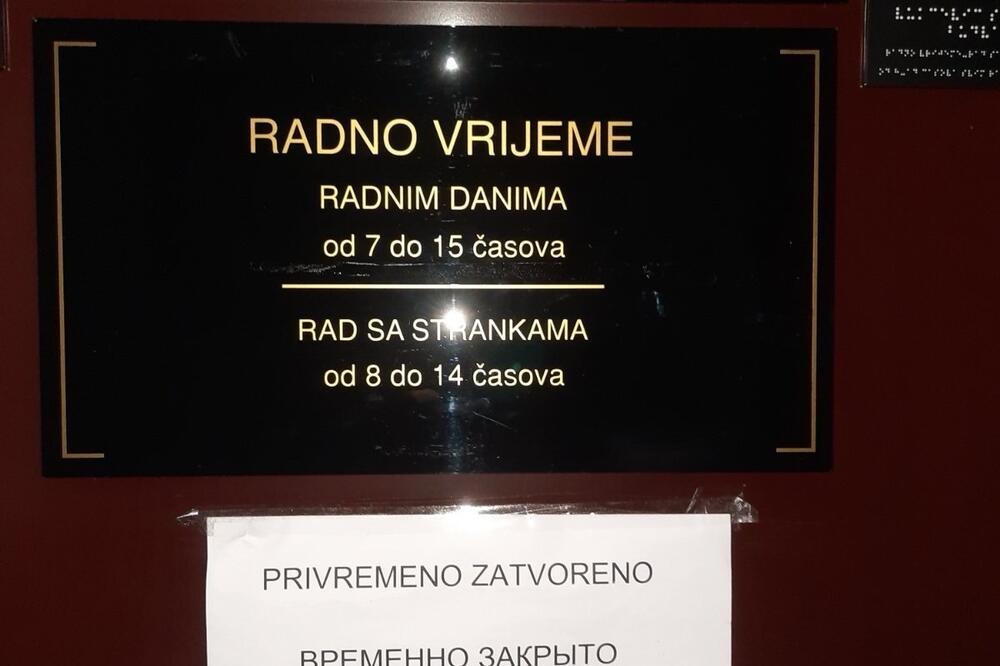 RADNO VRIJEME
RADNIM DANIMA
od 7 do 15 časova
RAD SA STRANKAMA
od 8 do 14 časova
PRIVREMENO ZATVORENO
ВРЕМЕННО ЗАКРЫТО